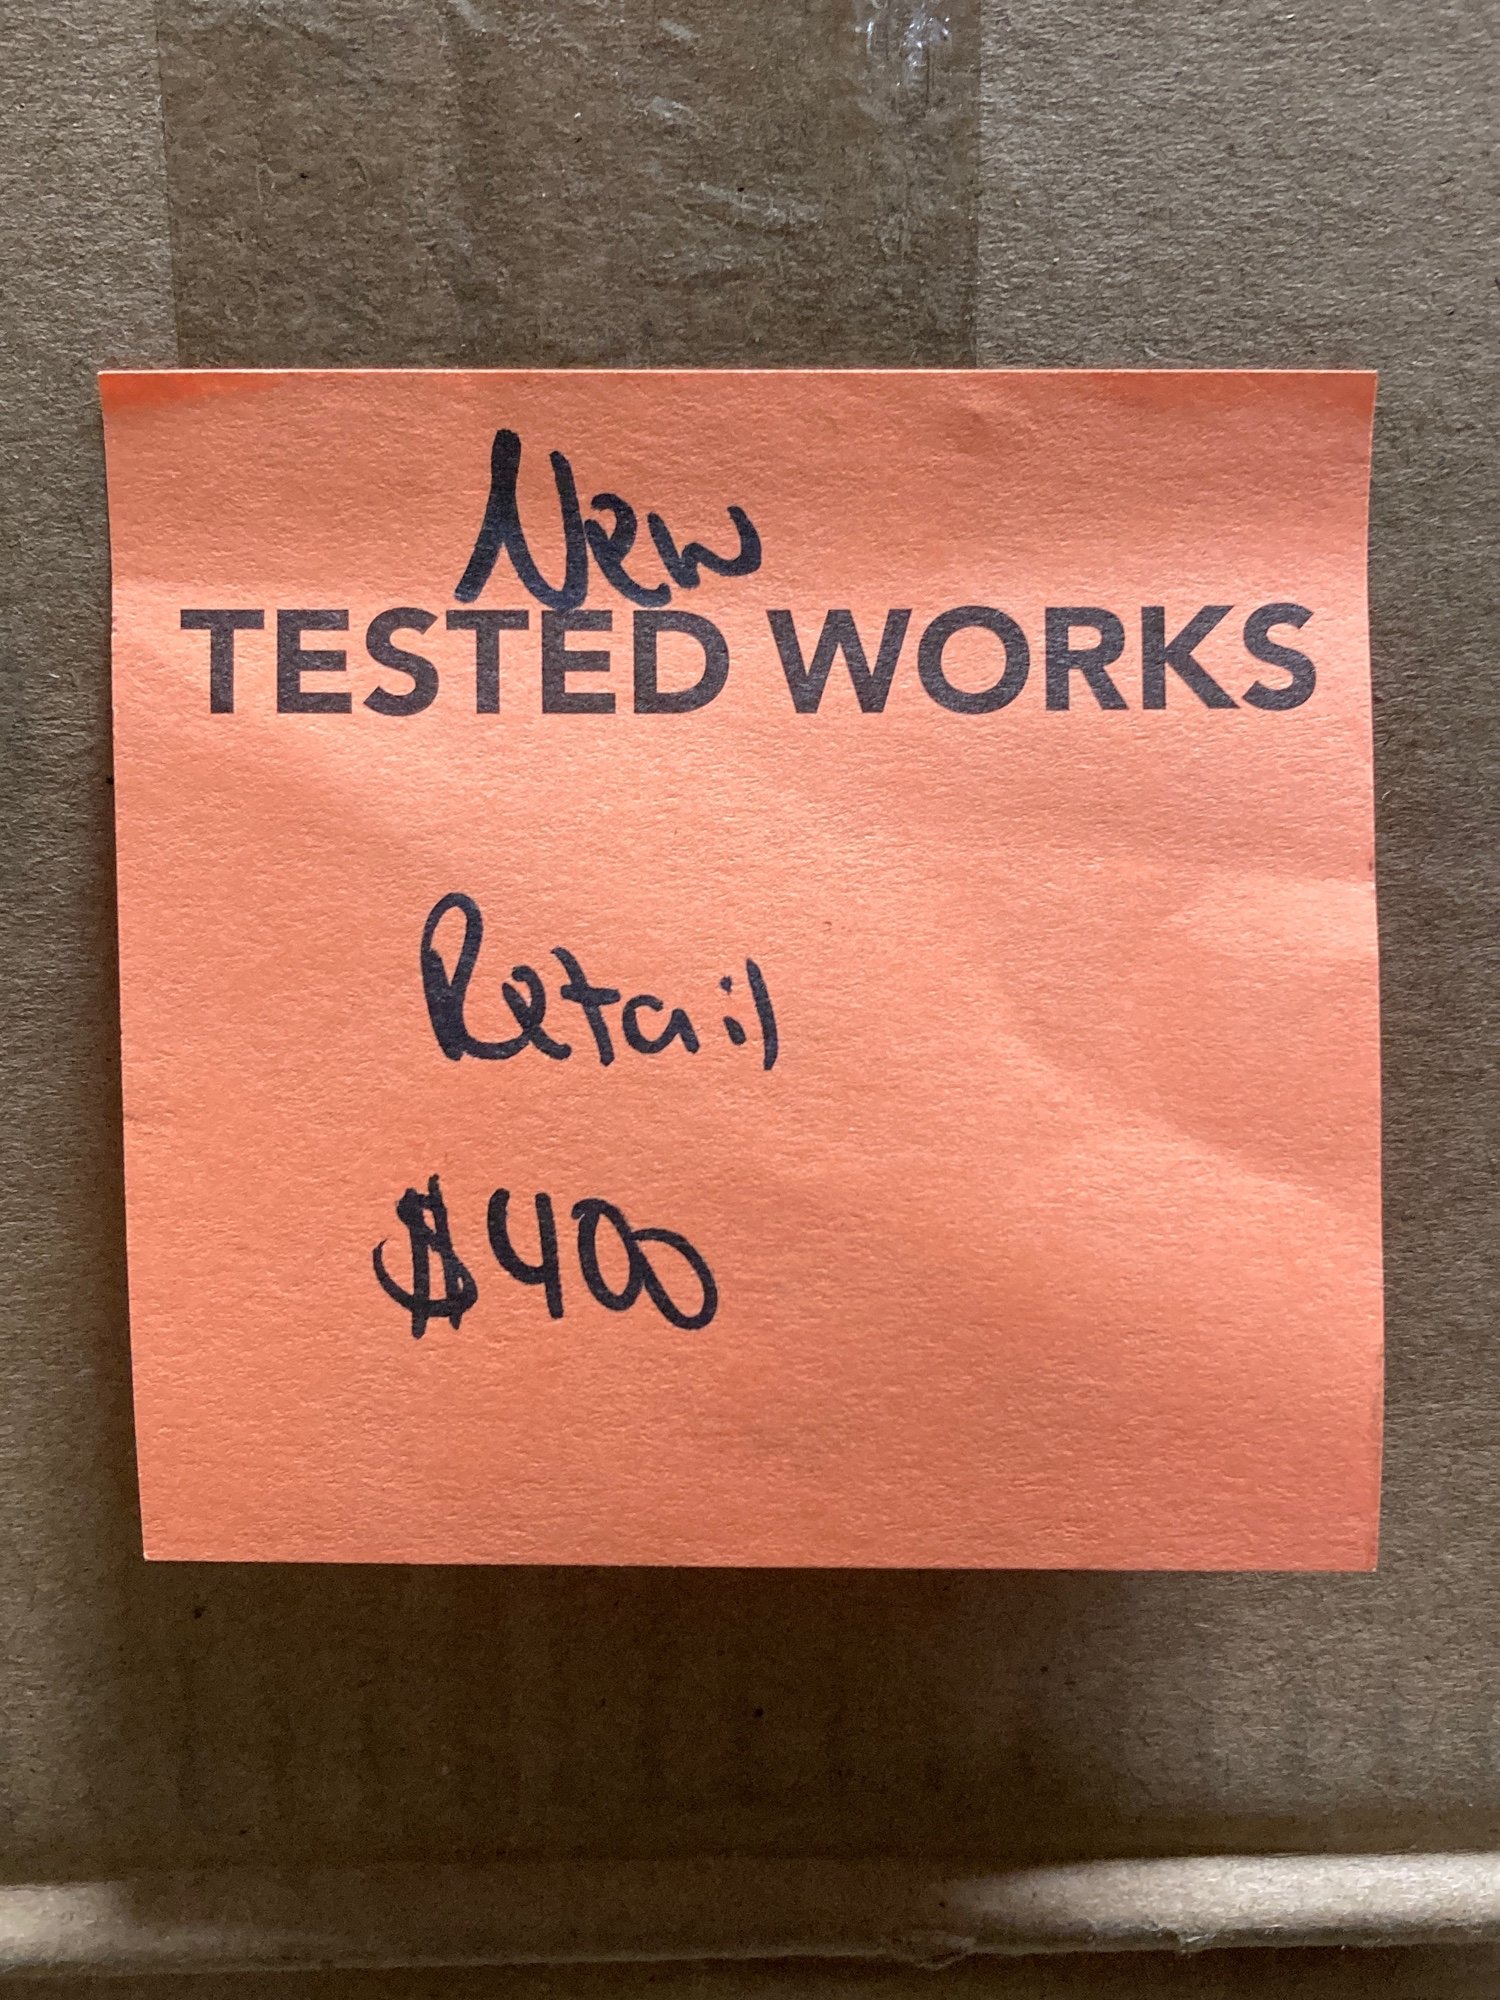 New
TESTED WORKS
Retail
$400